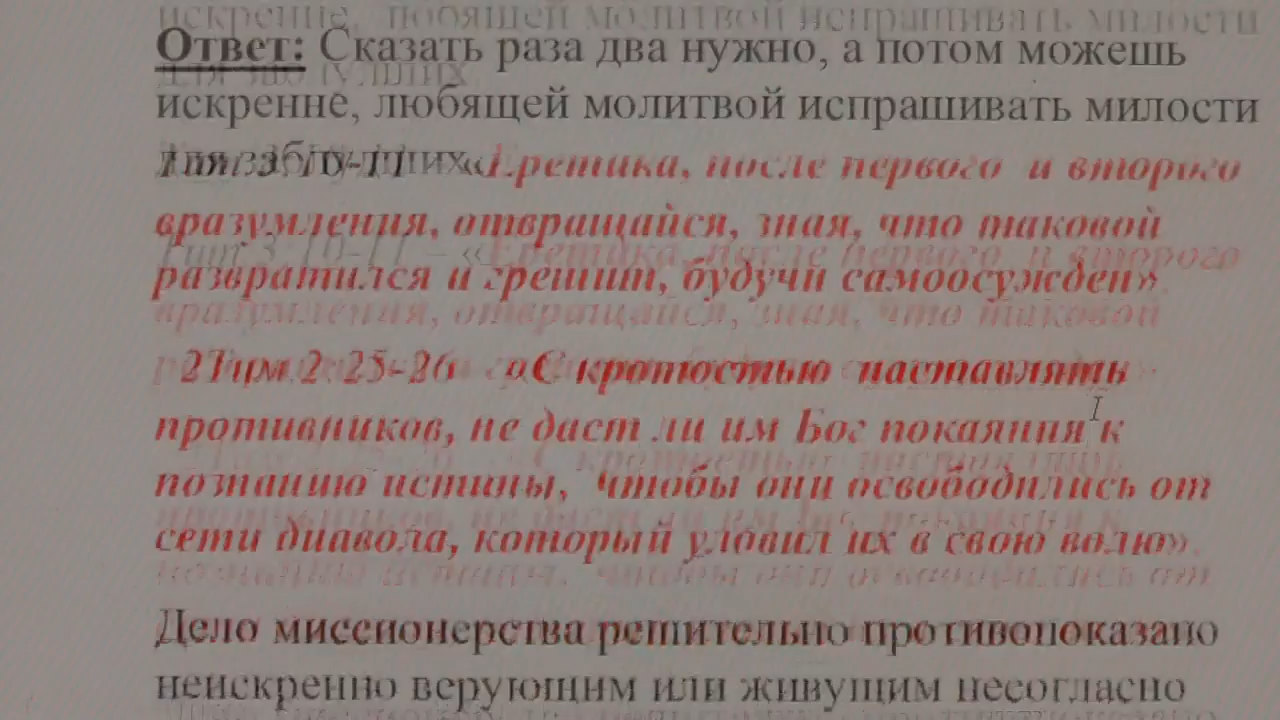 Ответ: Сказать раза два нужно, а потом можешь
искренне, любящей молитвой испрашивать милости
для заблудших
Тит 3:10-11 «Еретика, после первого и второго
вразумления, отвращайся, зная, что таковой
развратился и грешит, будучи самоосужден»
2Тим 2:25-26 «С кротостью наставлять
противников, не даст ли им Бог покаяния к
познанию истины, чтобы они освободились от
сети диавола, который уловил их в свою волю».
Дело миссионерства решительно противопоказано
неискренно верующим или живущим несогласно